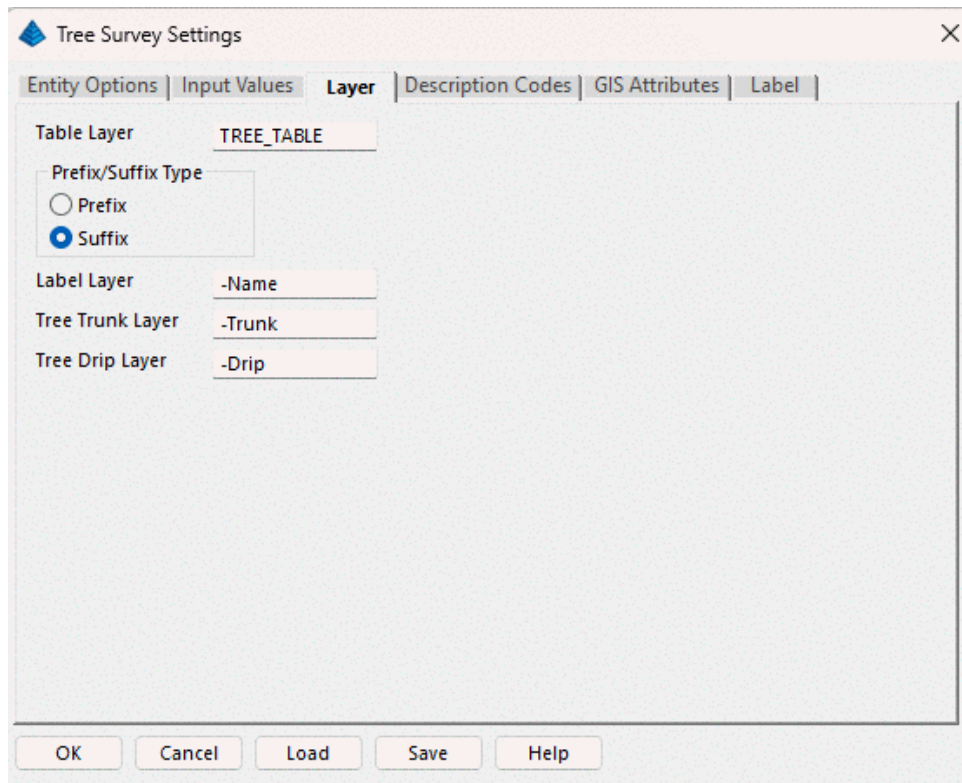 Tree Survey Settings
Entity Options Input Values Layer Description Codes GIS Attributes Label
Table Layer TREE_TABLE
Prefix/Suffix Type
Prefix
Suffix
Label Layer -Name
Tree Trunk Layer -Trunk
Tree Drip Layer -Drip
OK Cancel Load Save Help